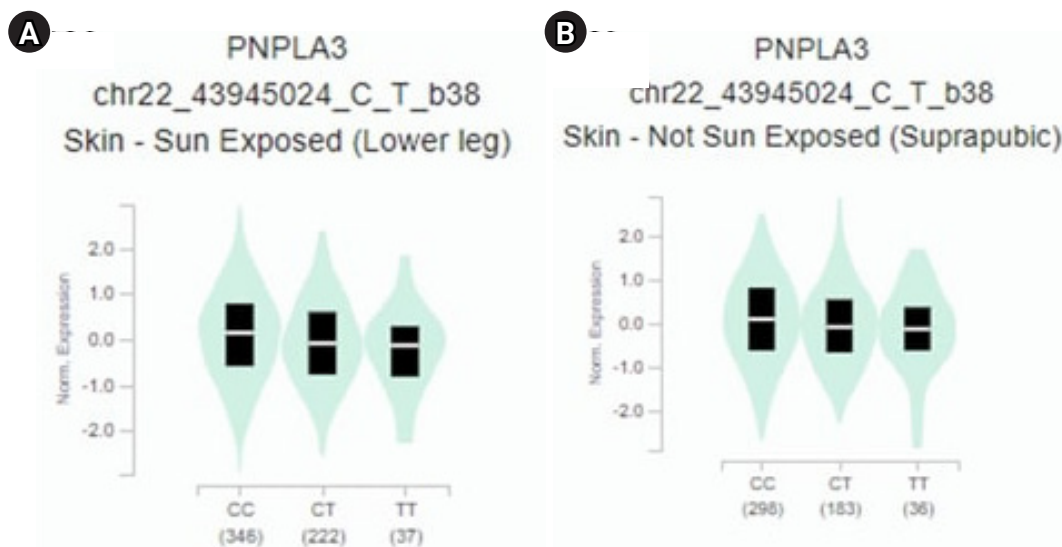 A
PNPLA3
chr22_43945024_C_T_b38
Skin - Sun Exposed (Lower leg)
Norm. Expression
2.0
1.0
0.0
-1.0
-2.0
CC
CT
TT
(346)
(222)
(37)
B
PNPLA3
chr22_43945024_C_T_b38
Skin - Not Sun Exposed (Suprapubic)
Norm. Expression
2.0
1.0
0.0
-1.0
-2.0
CC
CT
TT
(298)
(183)
(36)